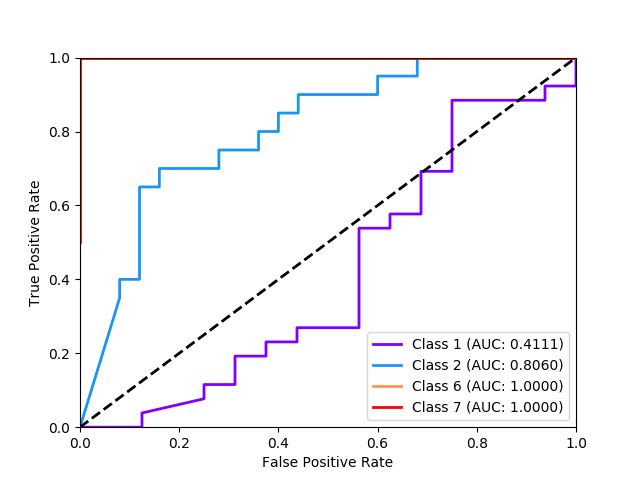 1.0
0.8
0.6
0.4
0.2
0.0
True Positive Rate
Class 1 (AUC: 0.4111)
Class 2 (AUC: 0.8060)
Class 6 (AUC: 1.0000)
Class 7 (AUC: 1.0000)
0.0 0.2 0.4 0.6 0.8 1.0
False Positive Rate